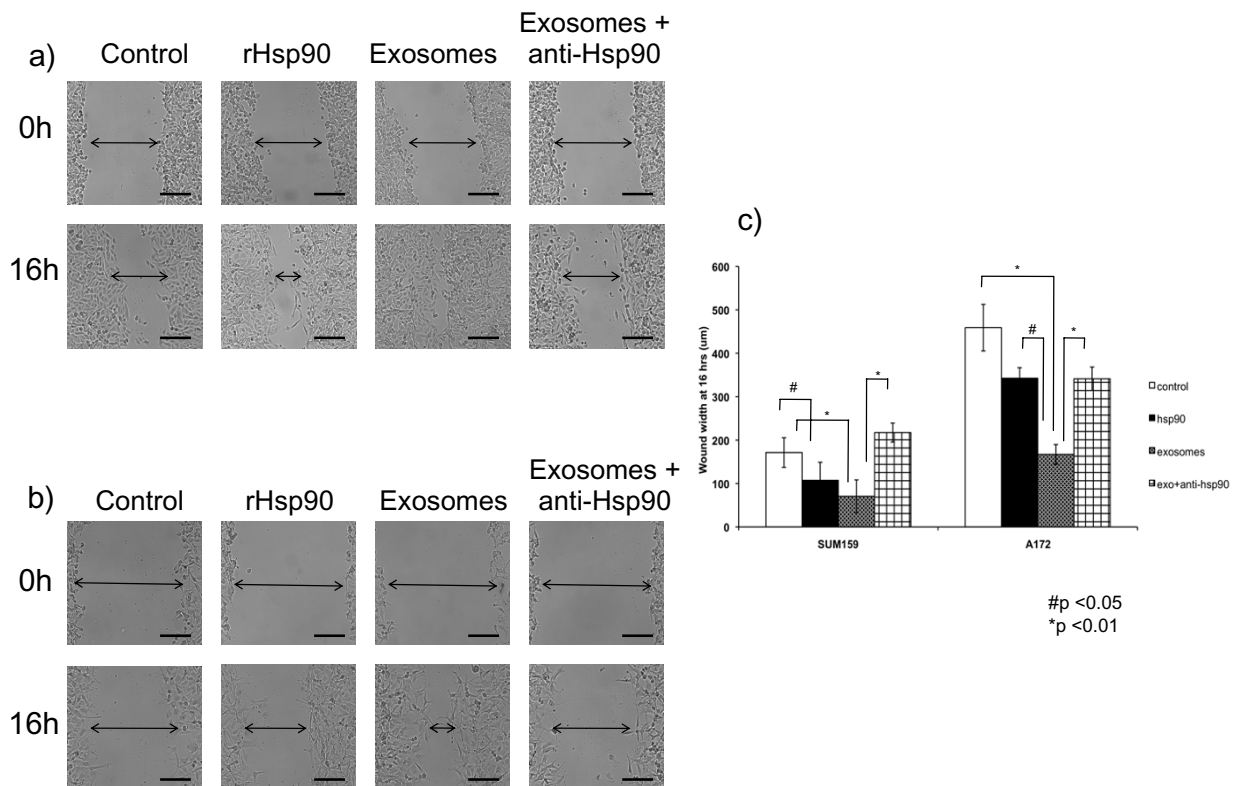 a)
Control
rHsp90
Exosomes
Exosomes +
anti-Hsp90
0h
16h
b)
Control
rHsp90
Exosomes
Exosomes +
anti-Hsp90
0h
16h
c)
Wound width at 16 hrs (um)
600
500
400
300
200
100
0
#
*
*
*
#
*
SUM159
A172
control
hsp90
exosomes
exo+anti-hsp90
#p <0.05
*p <0.01